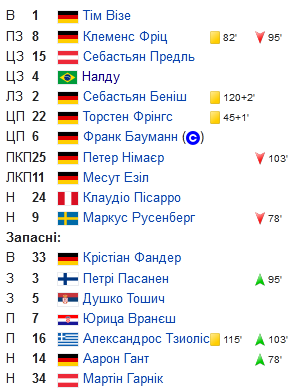 В 1 Тім Візе
ПЗ 8 Клеменс Фріц 82' 95'
ЦЗ 15 Себастьян Предль
ЦЗ 4 Налду
ЛЗ 2 Себастьян Беніш 120+2'
ЦП 22 Торстен Фрінгс 45+1'
ЦП 6 Франк Бауманн (C)
ПКП 25 Петер Німаєр 103'
ЛКП 11 Месут Езіл
Н 24 Клаудіо Пісарро
Н 9 Маркус Русенберг 78'
Запасні:
В 33 Крістіан Фандер
З 3 Петрі Пасанен 95'
З 5 Душко Тошич
П 7 Юрица Вранєш
П 16 Александрос Тзиоліс 115' 103'
Н 14 Аарон Гант 78'
Н 34 Мартін Гарнік